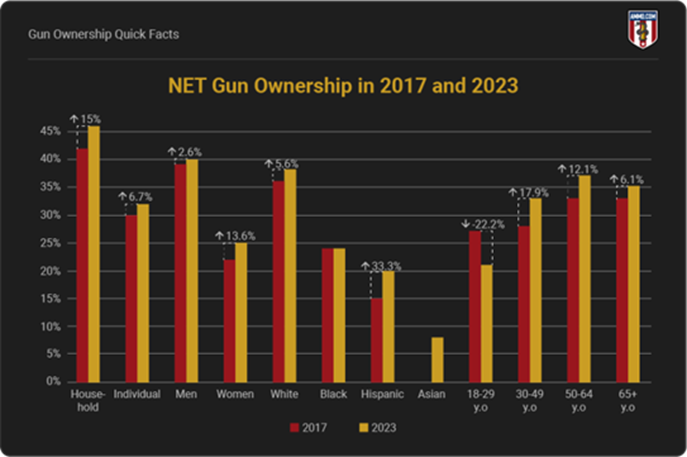 Gun Ownership Quick Facts
AMMO.COM
NET Gun Ownership in 2017 and 2023
45%
40%
35%
30%
25%
20%
15%
10%
5%
0%
↑ 15%
↑ 6.7%
↑ 2.6%
↑ 13.6%
↑ 5.6%
↑ 33.3%
↓ -22.2%
↑ 17.9%
↑ 12.1%
↑ 6.1%
House-
hold
Individual
Men
Women
White
Black
Hispanic
Asian
18-29
y.o
30-49
y.o
50-64
y.o
65+
y.o
2017
2023